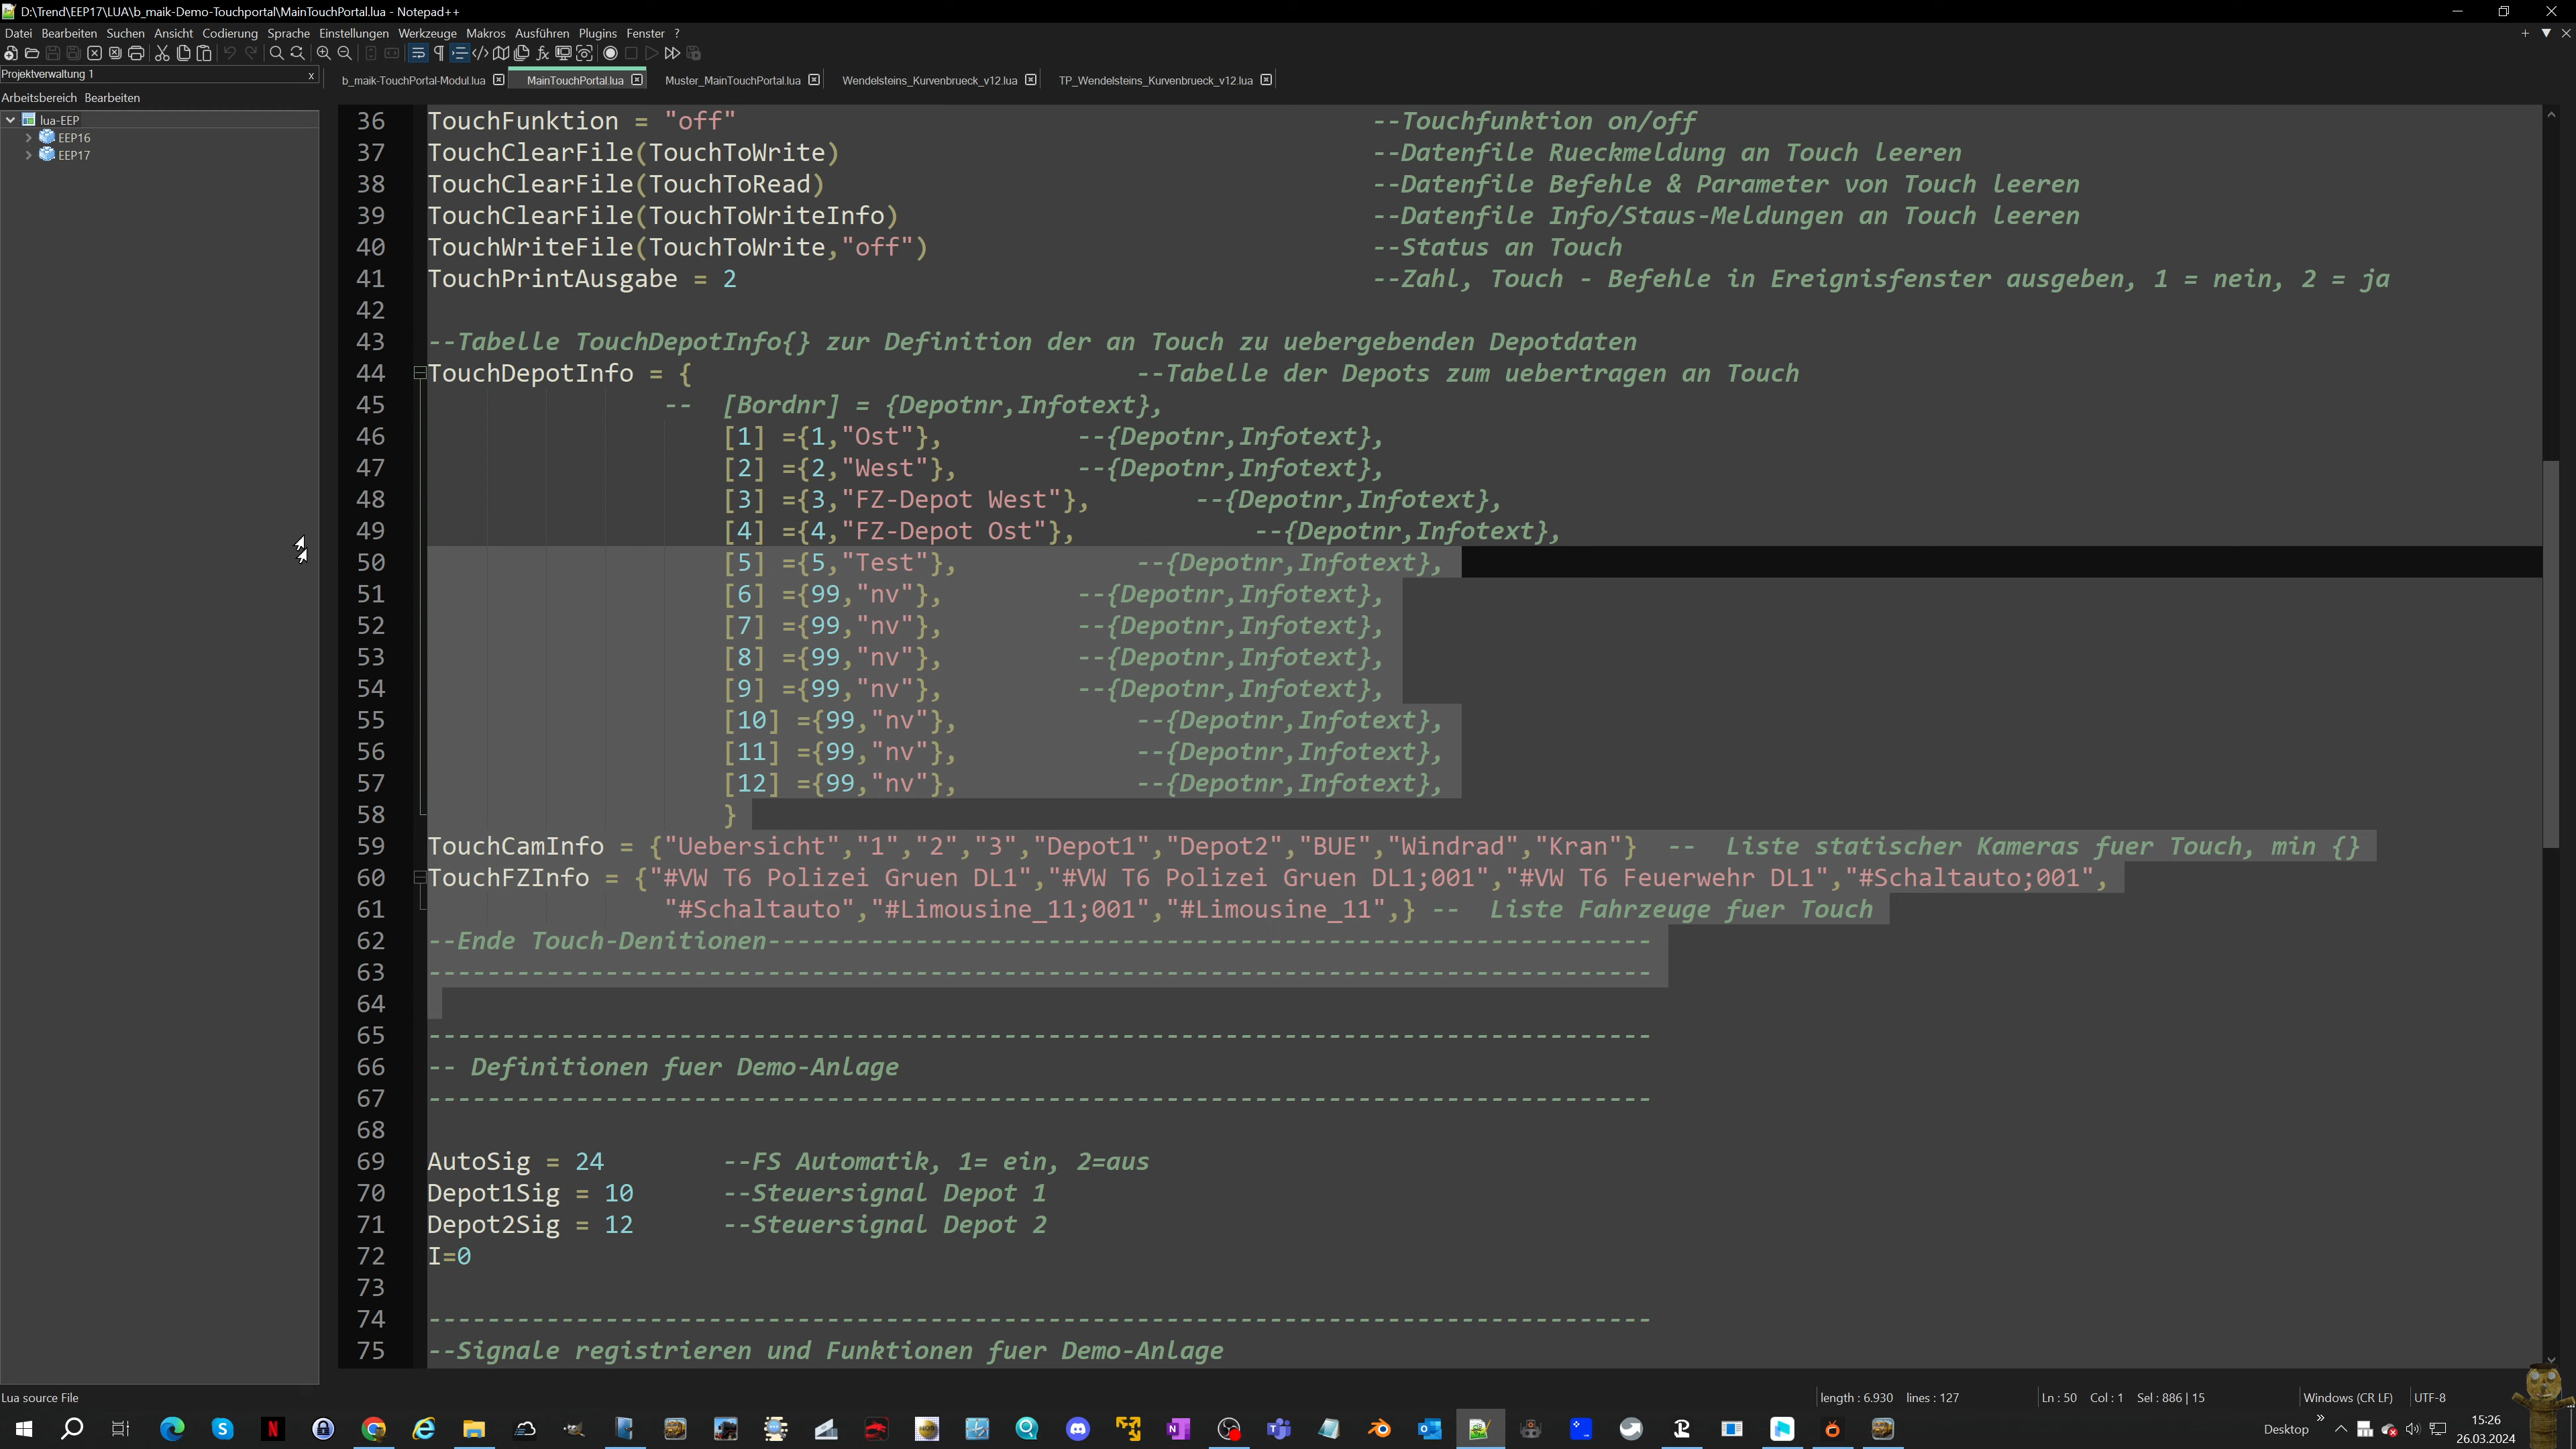 D:\Trend\EEP17\LUA\b_maik-Demo-Touchportal\MainTouchPortal.lua - Notepad++
Datei Bearbeiten Suchen Ansicht Codierung Sprache Einstellungen Werkzeuge Makros Ausführen Plugins Fenster ?
Projektverwaltung 1 x
b_maik-TouchPortal-Modul.lua MainTouchPortal.lua Muster_MainTouchPortal.lua Wendelsteins_Kurvenbrueck_v12.lua TP_Wendelsteins_Kurvenbrueck_v12.lua
Arbeitsbereich Bearbeiten
lua-EEP
EEP16
EEP17
36 TouchFunktion = "off" --Touchfunktion on/off
37 TouchClearFile(TouchToWrite) --Datenfile Rueckmeldung an Touch leeren
38 TouchClearFile(TouchToRead) --Datenfile Befehle & Parameter von Touch leeren
39 TouchClearFile(TouchToWriteInfo) --Datenfile Info/Staus-Meldungen an Touch leeren
40 TouchWriteFile(TouchToWrite,"off") --Status an Touch
41 TouchPrintAusgabe = 2 --Zahl, Touch - Befehle in Ereignisfenster ausgeben, 1 = nein, 2 = ja
42
43 --Tabelle TouchDepotInfo{} zur Definition der an Touch zu uebergebenden Depotdaten
44 TouchDepotInfo = { --Tabelle der Depots zum uebertragen an Touch
45 -- [Bordnr] = {Depotnr,Infotext},
46 [1] ={1,"Ost"}, --{Depotnr,Infotext},
47 [2] ={2,"West"}, --{Depotnr,Infotext},
48 [3] ={3,"FZ-Depot West"}, --{Depotnr,Infotext},
49 [4] ={4,"FZ-Depot Ost"}, --{Depotnr,Infotext},
50 [5] ={5,"Test"}, --{Depotnr,Infotext},
51 [6] ={99,"nv"}, --{Depotnr,Infotext},
52 [7] ={99,"nv"}, --{Depotnr,Infotext},
53 [8] ={99,"nv"}, --{Depotnr,Infotext},
54 [9] ={99,"nv"}, --{Depotnr,Infotext},
55 [10] ={99,"nv"}, --{Depotnr,Infotext},
56 [11] ={99,"nv"}, --{Depotnr,Infotext},
57 [12] ={99,"nv"}, --{Depotnr,Infotext},
58 }
59 TouchCamInfo = {"Uebersicht","1","2","3","Depot1","Depot2","BUE","Windrad","Kran"} -- Liste statischer Kameras fuer Touch, min {}
60 TouchFZInfo = {"#VW T6 Polizei Gruen DL1","#VW T6 Polizei Gruen DL1;001","#VW T6 Feuerwehr DL1","#Schaltauto;001",
61 "#Schaltauto","#Limousine_11;001","#Limousine_11",} -- Liste Fahrzeuge fuer Touch
62 --Ende Touch-Denitionen------------------------------------------------------------
63 -----------------------------------------------------------------------------------
64
65 -----------------------------------------------------------------------------------
66 -- Definitionen fuer Demo-Anlage
67 -----------------------------------------------------------------------------------
68
69 AutoSig = 24 --FS Automatik, 1= ein, 2=aus
70 Depot1Sig = 10 --Steuersignal Depot 1
71 Depot2Sig = 12 --Steuersignal Depot 2
72 I=0
73
74 -----------------------------------------------------------------------------------
75 --Signale registrieren und Funktionen fuer Demo-Anlage
Lua source File length : 6.930 lines : 127 Ln : 50 Col : 1 Sel : 886 | 15 Windows (CR LF) UTF-8
Desktop 15:26
26.03.2024